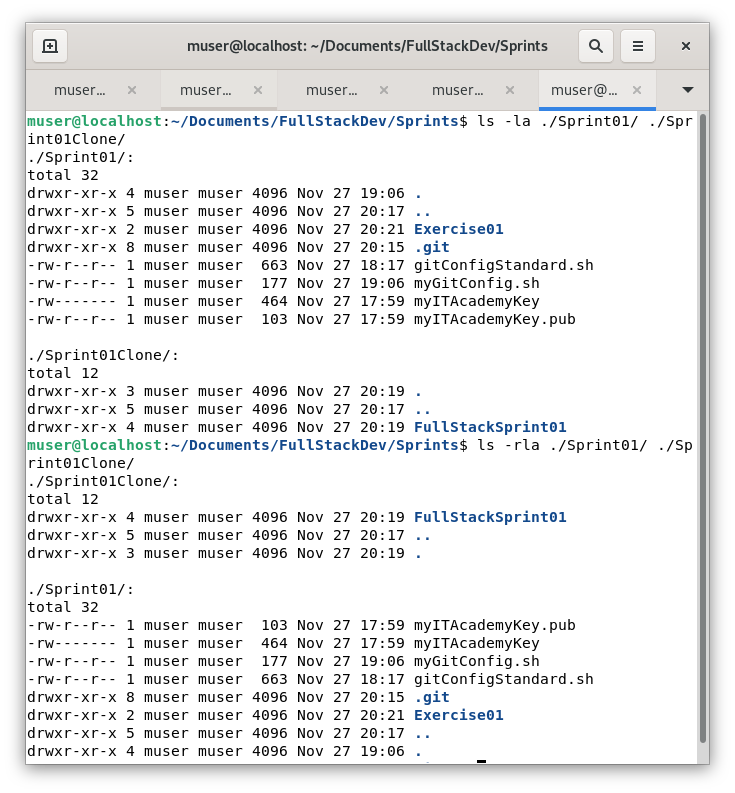 muser@localhost: ~/Documents/FullStackDev/Sprints
muser...
muser...
muser...
muser...
muser@...
muser@localhost:~/Documents/FullStackDev/Sprints$ ls -la ./Sprint01/ ./Spr
int01Clone/
./Sprint01/:
total 32
drwxr-xr-x 4 muser muser 4096 Nov 27 19:06 .
drwxr-xr-x 5 muser muser 4096 Nov 27 20:17 ..
drwxr-xr-x 2 muser muser 4096 Nov 27 20:21 Exercise01
drwxr-xr-x 8 muser muser 4096 Nov 27 20:15 .git
-rw-r--r-- 1 muser muser  663 Nov 27 18:17 gitConfigStandard.sh
-rw-r--r-- 1 muser muser  177 Nov 27 19:06 myGitConfig.sh
-rw------- 1 muser muser  464 Nov 27 17:59 myITAcademyKey
-rw-r--r-- 1 muser muser  103 Nov 27 17:59 myITAcademyKey.pub

./Sprint01Clone/:
total 12
drwxr-xr-x 3 muser muser 4096 Nov 27 20:19 .
drwxr-xr-x 5 muser muser 4096 Nov 27 20:17 ..
drwxr-xr-x 4 muser muser 4096 Nov 27 20:19 FullStackSprint01
muser@localhost:~/Documents/FullStackDev/Sprints$ ls -rla ./Sprint01/ ./Sp
rint01Clone/
./Sprint01Clone/:
total 12
drwxr-xr-x 4 muser muser 4096 Nov 27 20:19 FullStackSprint01
drwxr-xr-x 5 muser muser 4096 Nov 27 20:17 ..
drwxr-xr-x 3 muser muser 4096 Nov 27 20:19 .

./Sprint01/:
total 32
-rw-r--r-- 1 muser muser  103 Nov 27 17:59 myITAcademyKey.pub
-rw------- 1 muser muser  464 Nov 27 17:59 myITAcademyKey
-rw-r--r-- 1 muser muser  177 Nov 27 19:06 myGitConfig.sh
-rw-r--r-- 1 muser muser  663 Nov 27 18:17 gitConfigStandard.sh
drwxr-xr-x 8 muser muser 4096 Nov 27 20:15 .git
drwxr-xr-x 2 muser muser 4096 Nov 27 20:21 Exercise01
drwxr-xr-x 5 muser muser 4096 Nov 27 20:17 ..
drwxr-xr-x 4 muser muser 4096 Nov 27 19:06 .